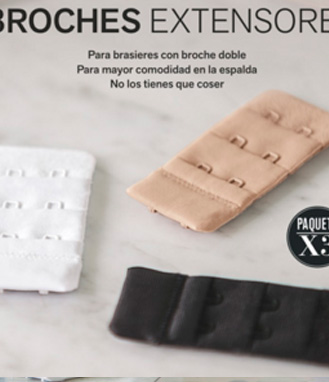 BROCHES EXTENSORE
Para brasieres con broche doble
Para mayor comodidad en la espalda
No los tienes que coser
PAQUET
X3